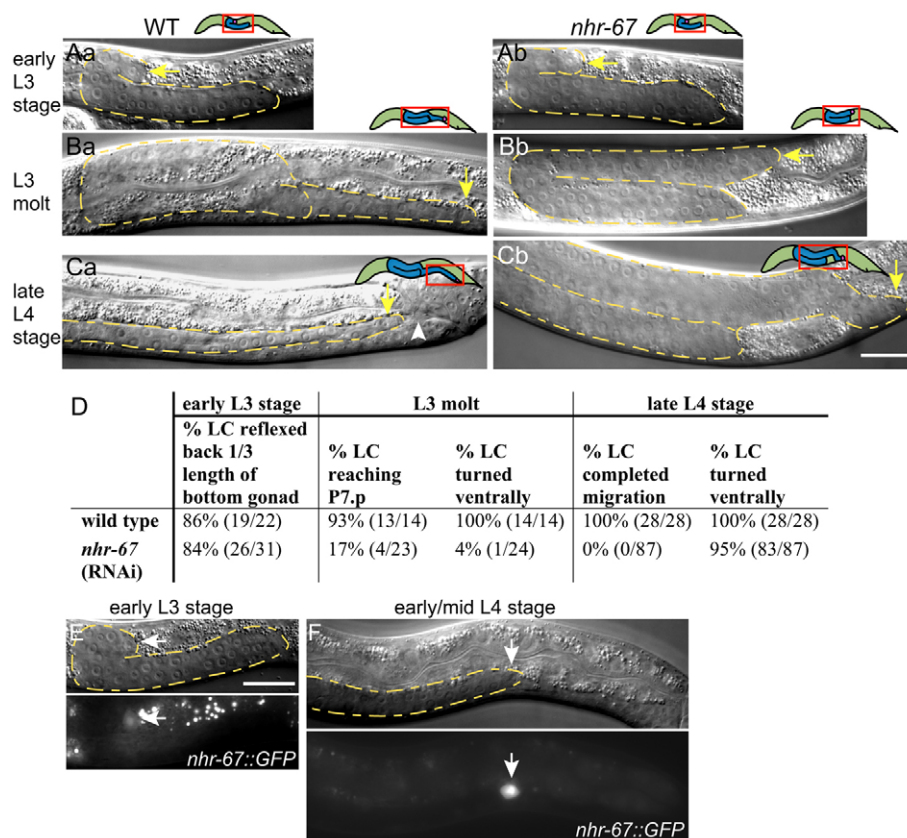 WT
nhr-67
early
L3
stage
Aa
Ab
L3
molt
Ba
Bb
late
L4
stage
Ca
Cb
D
early L3 stage L3 molt late L4 stage
% LC reflexed
back 1/3
length of
bottom gonad
% LC
reaching
P7.p
% LC
turned
ventrally
% LC
completed
migration
% LC
turned
ventrally
wild type 86% (19/22) 93% (13/14) 100% (14/14) 100% (28/28) 100% (28/28)
nhr-67 84% (26/31) 17% (4/23) 4% (1/24) 0% (0/87) 95% (83/87)
(RNAi)
early L3 stage
E
nhr-67::GFP
early/mid L4 stage
F
nhr-67::GFP